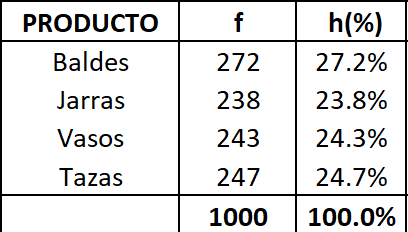 PRODUCTO f h(%)
Baldes 272 27.2%
Jarras 238 23.8%
Vasos 243 24.3%
Tazas 247 24.7%
1000 100.0%